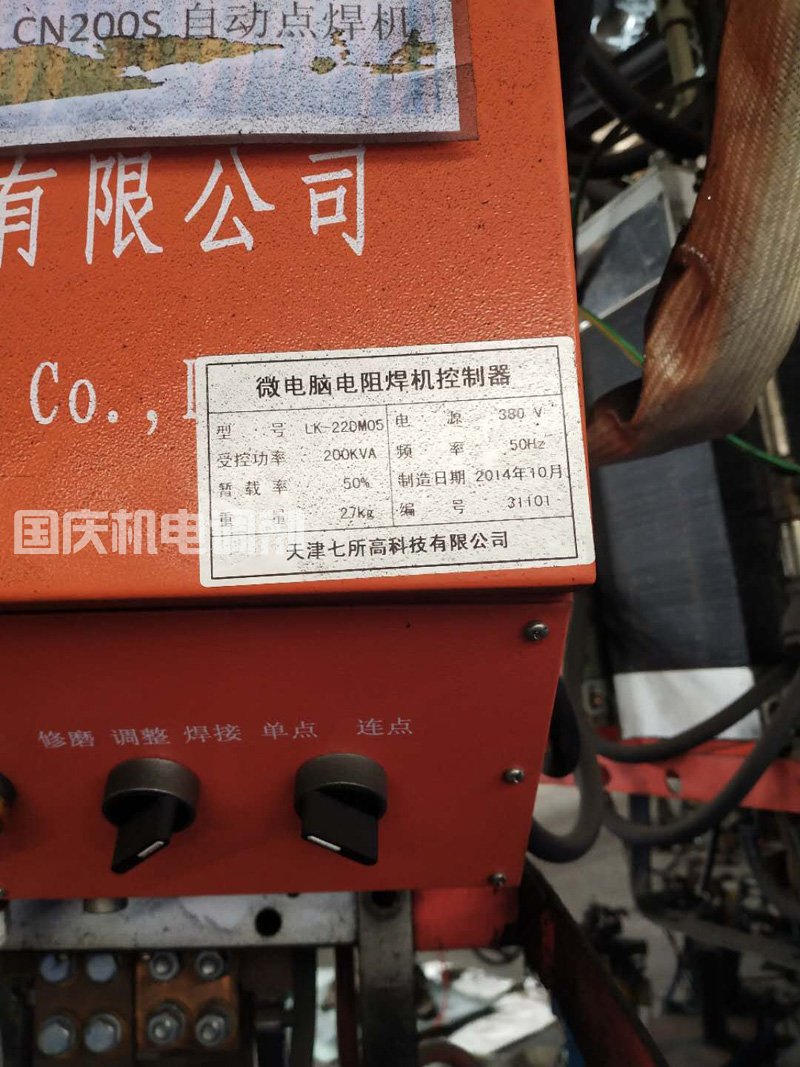 CN200S 自动点焊机
有限公司
Co.,
微电脑电阻焊机控制器
型 号 LK-220M05 电 源 380 V
受控功率 200KVA 频 率 50Hz
暂载率 50% 制造日期 2014年10月
重 量 27kg 编 号 31101
天津七所高科技有限公司
国庆机电调剂
修磨 调整 焊接 单点 连点